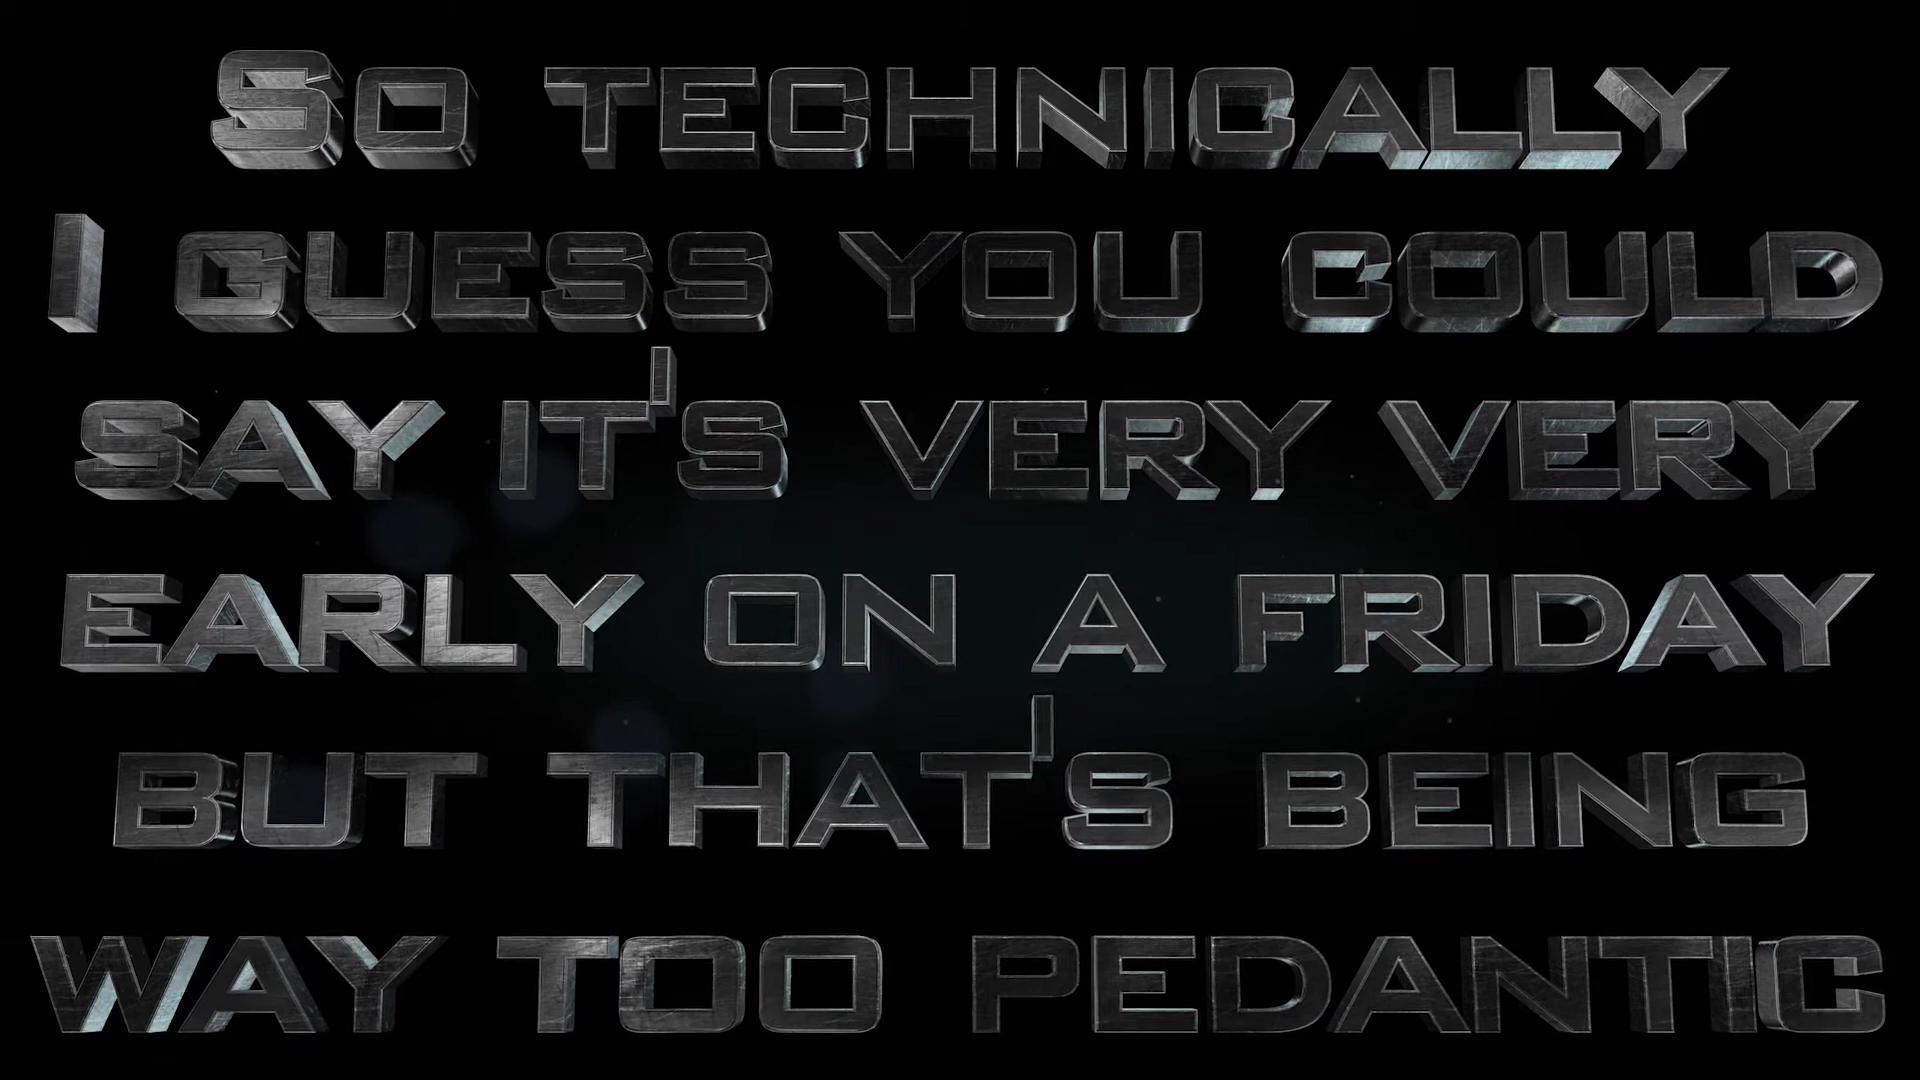 SO TECHNICALLY
I GUESS YOU COULD
SAY IT'S VERY VERY
EARLY ON A FRIDAY
BUT THAT'S BEING
WAY TOO PEDANTIC